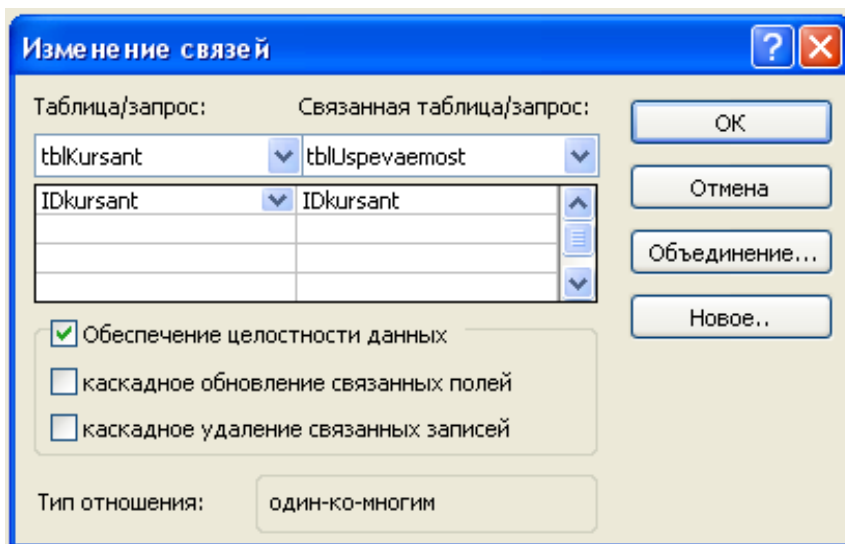 Изменение связей
Таблица/запрос: Связанная таблица/запрос:
tblKursant tblUspevaemost
IDkursant IDkursant
ОК
Отмена
Объединение...
Новое..
Обеспечение целостности данных
каскадное обновление связанных полей
каскадное удаление связанных записей
Тип отношения: один-ко-многим